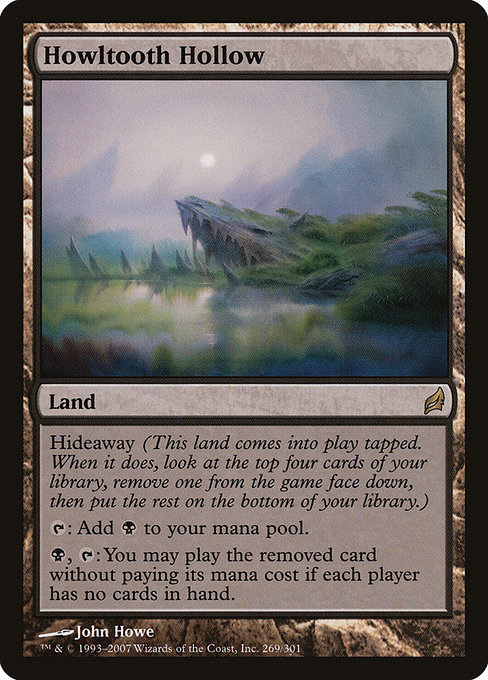 Howltooth Hollow
Land
Hideaway (This land comes into play tapped.
When it does, look at the top four cards of your
library, remove one from the game face down,
then put the rest on the bottom of your library.)
: Add to your mana pool.
, : You may play the removed card
without paying its mana cost if each player
has no cards in hand.
John Howe
™ & © 1993–2007 Wizards of the Coast, Inc. 269/301